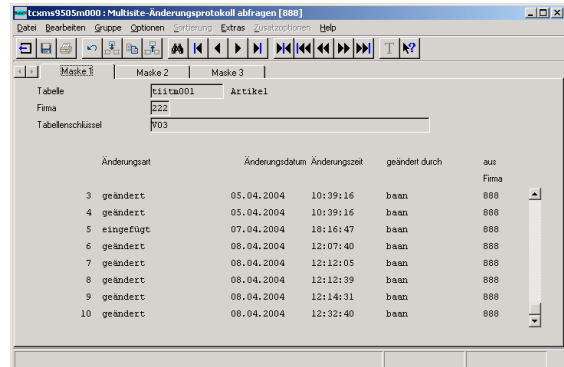 tcxms9505m000 : Multisite-Änderungsprotokoll abfragen [888]
Datei Bearbeiten Gruppe Optionen Sortierung Extras Zusatzoptionen Help
Maske 1 Maske 2 Maske 3
Tabelle tiitm001 Artikel
Firma 222
Tabellenschlüssel V03
Änderungsart Änderungsdatum Änderungszeit geändert durch aus
Firma
3 geändert 05.04.2004 10:39:16 baan 888
4 geändert 05.04.2004 10:39:16 baan 888
5 eingefügt 07.04.2004 18:16:47 baan 888
6 geändert 08.04.2004 12:07:40 baan 888
7 geändert 08.04.2004 12:12:05 baan 888
8 geändert 08.04.2004 12:12:39 baan 888
9 geändert 08.04.2004 12:14:31 baan 888
10 geändert 08.04.2004 12:32:40 baan 888